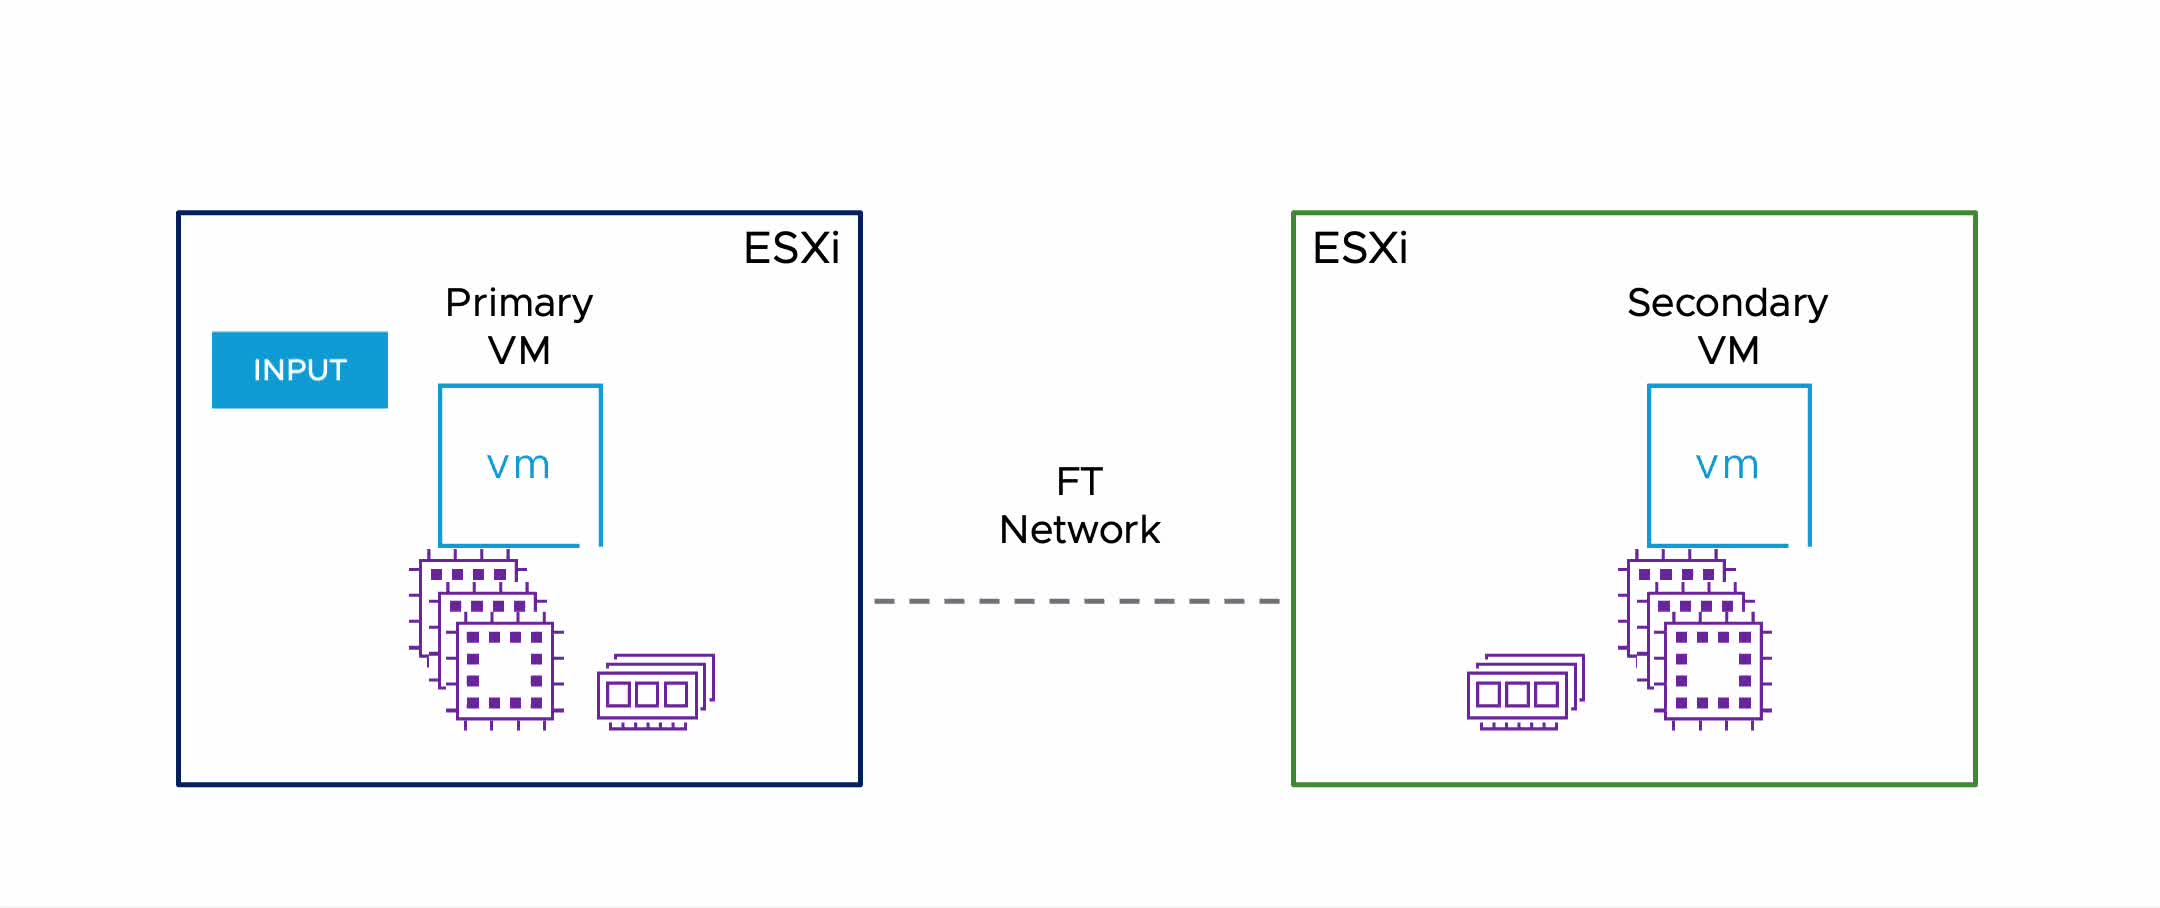 ESXi
Primary
VM
INPUT
vm
FT
Network
ESXi
Secondary
VM
vm